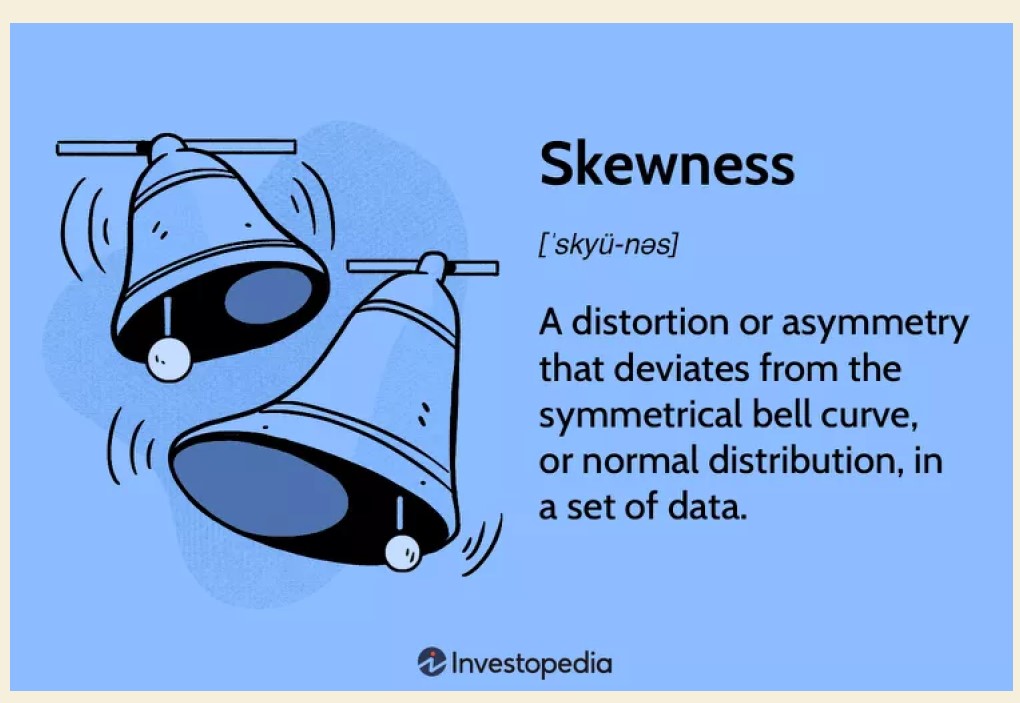 Skewness
[ˈskyü-nəs]
A distortion or asymmetry
that deviates from the
symmetrical bell curve,
or normal distribution, in
a set of data.
Investopedia